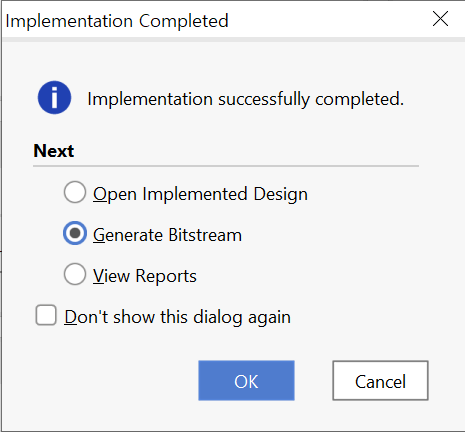 Implementation Completed
Implementation successfully completed.
Next
Open Implemented Design
Generate Bitstream
View Reports
Don't show this dialog again
OK Cancel